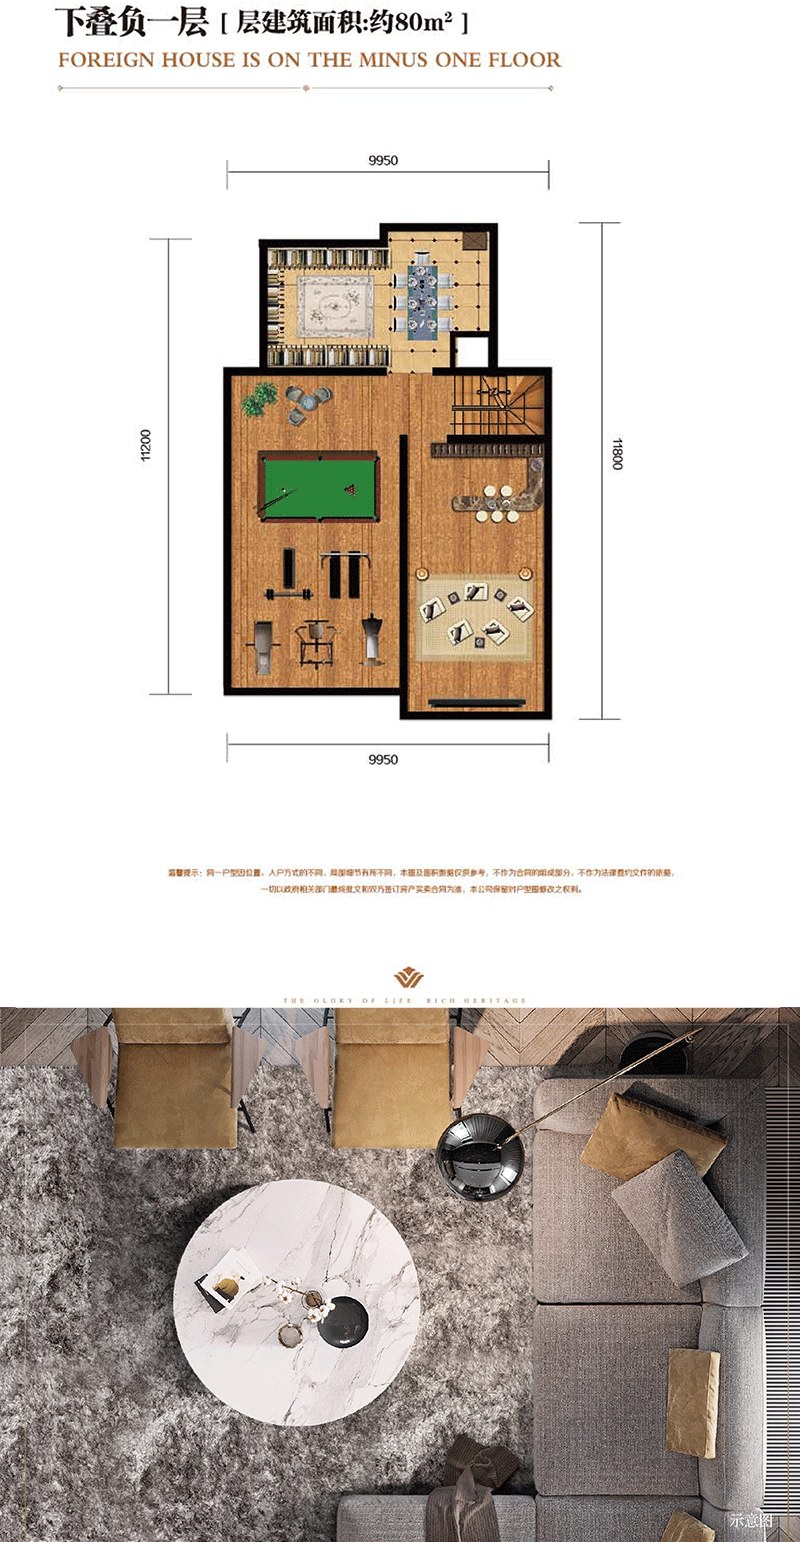 下叠负一层 [ 层建筑面积:约80m² ]
FOREIGN HOUSE IS ON THE MINUS ONE FLOOR
9950
11200
11800
9950
温馨提示：同一户型因位置、入户方式的不同，局部细节有所不同，本图及面积数据仅供参考，不作为合同的组成部分，不作为法律要约文件的依据，
一切以政府相关部门最终批文和双方签订房产买卖合同为准，本公司保留对户型图修改之权利。
THE GLORY OF LIFE RICH HERITAGE
示意图